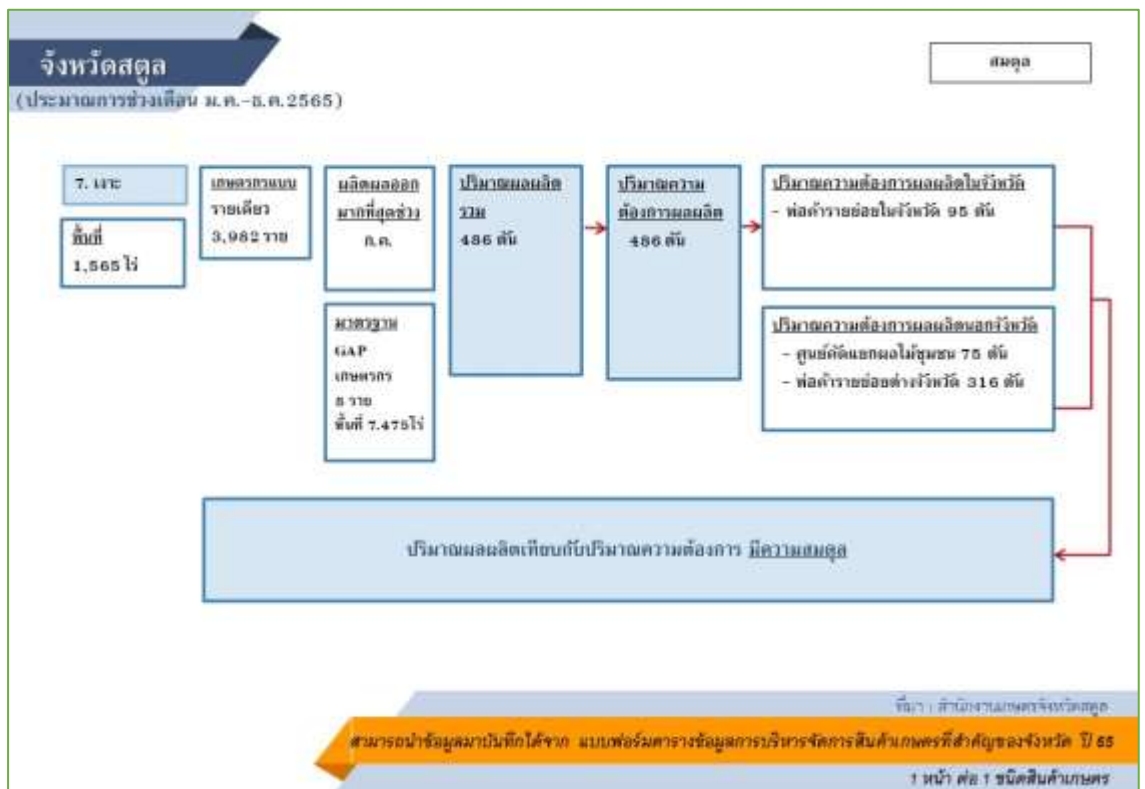 จังหวัดสตูล
สมดุล
(ประมาณการช่วงเดือน ม.ค.-ธ.ค.2565)
7. เงาะ
พื้นที่
1,565 ไร่
เกษตรกรแบบ
รายเดียว
3,982 ราย
ผลิตผลออก
มากที่สุดช่วง
ก.ค.
มาตรฐาน
GAP
เกษตรกร
8 ราย
พื้นที่ 7.475ไร่
ปริมาณผลผลิต
รวม
486 ตัน
ปริมาณความ
ต้องการผลผลิต
486 ตัน
ปริมาณความต้องการผลผลิตในจังหวัด
- พ่อค้ารายย่อยในจังหวัด 95 ตัน
ปริมาณความต้องการผลผลิตนอกจังหวัด
- ศูนย์คัดแยกผลไม้ชุมชน 75 ตัน
- พ่อค้ารายย่อยต่างจังหวัด 316 ตัน
ปริมาณผลผลิตเทียบกับปริมาณความต้องการ มีความสมดุล
ที่มา : สำนักงานเกษตรจังหวัดสตูล
สามารถนำข้อมูลมาบันทึกได้จาก แบบฟอร์มตารางข้อมูลการบริหารจัดการสินค้าเกษตรที่สำคัญของจังหวัด ปี 65
1 หน้า ต่อ 1 ชนิดสินค้าเกษตร